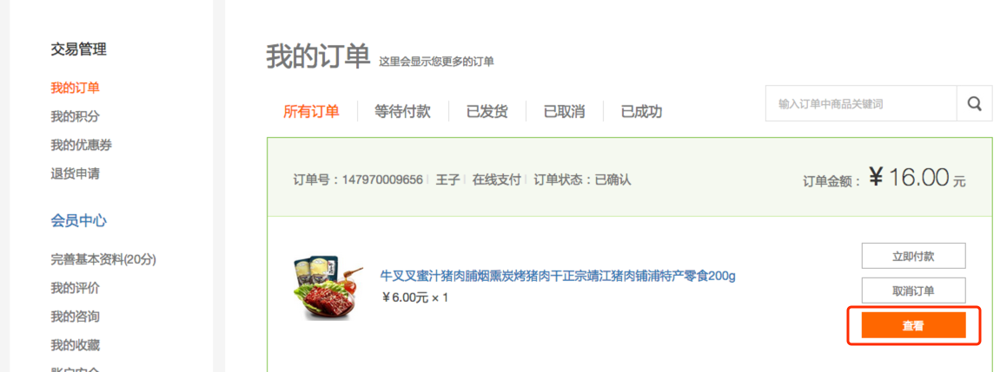 交易管理
我的订单
我的积分
我的优惠券
退货申请
会员中心
完善基本资料(20分)
我的评价
我的咨询
我的收藏
账户安全
我的订单 这里会显示您更多的订单
所有订单 等待付款 已发货 已取消 已成功
输入订单中商品关键词
订单号：147970009656 王子 在线支付 订单状态：已确认 订单金额：¥16.00元
牛叉叉蜜汁猪肉脯烟熏炭烤猪肉干正宗靖江猪肉铺浦特产零食200g
¥6.00元 × 1
立即付款
取消订单
查看